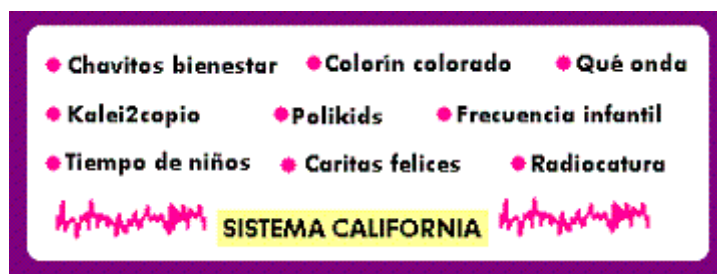 Chavitos bienestar Colorín colorado Qué onda
Kalei2copio Polikids Frecuencia infantil
Tiempo de niños Caritas felices Radiocatura
SISTEMA CALIFORNIA